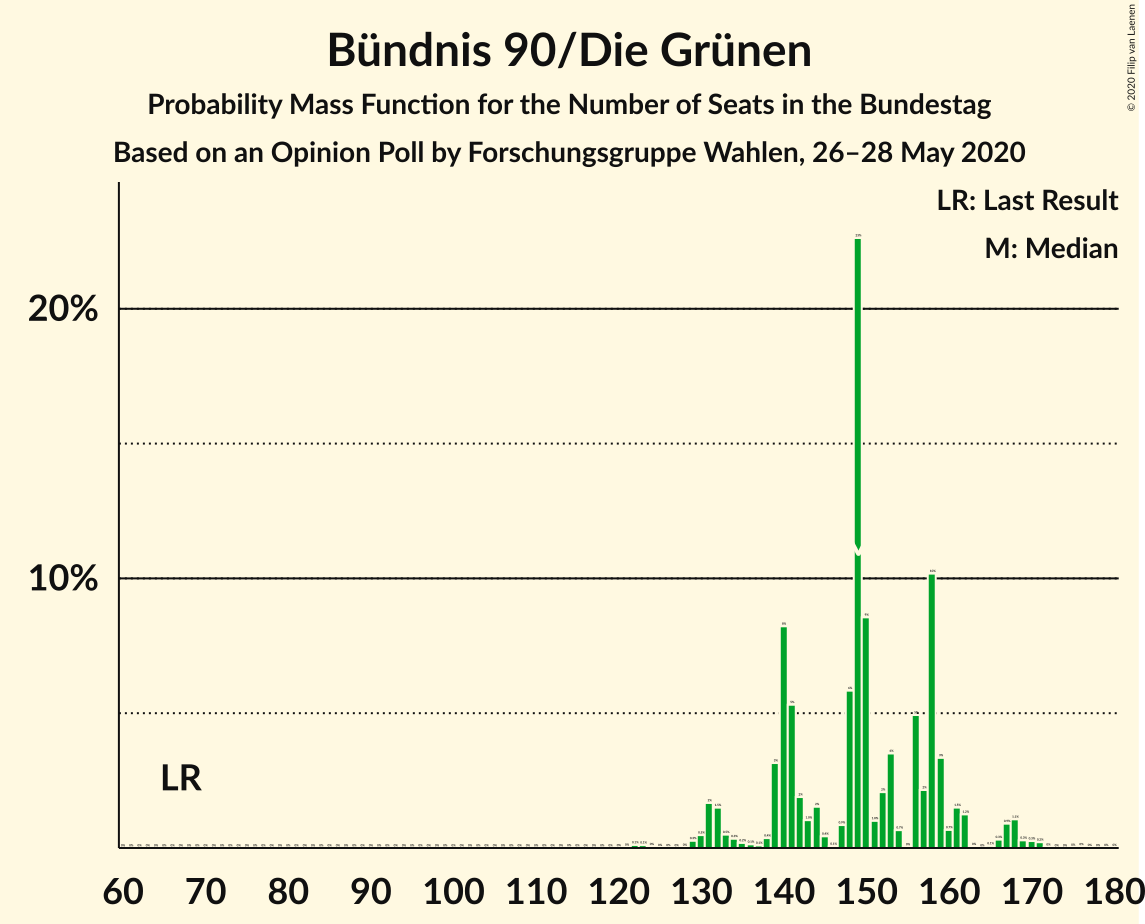 Bündnis 90/Die Grünen
Probability Mass Function for the Number of Seats in the Bundestag
Based on an Opinion Poll by Forschungsgruppe Wahlen, 26–28 May 2020
© 2020 Filip van Laenen
LR: Last Result
M: Median
20%
10%
LR
60 70 80 90 100 110 120 130 140 150 160 170 180